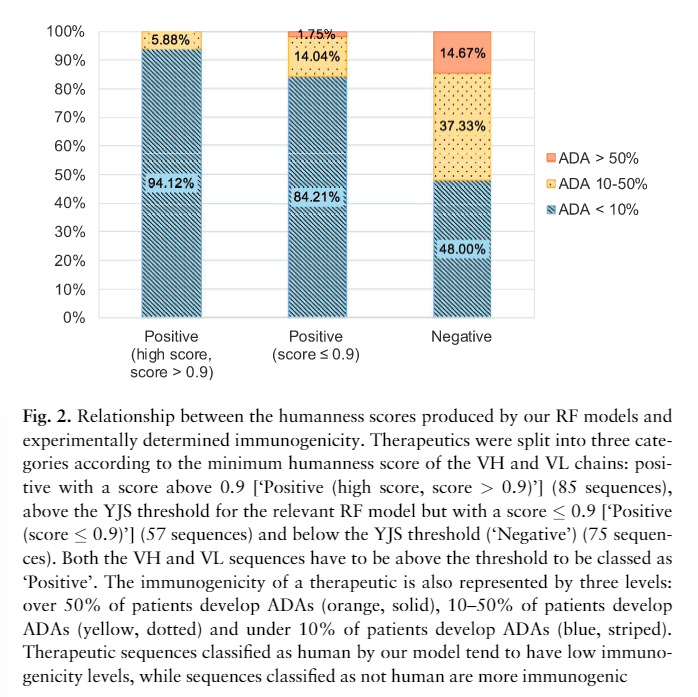 100%
90%
80%
70%
60%
50%
40%
30%
20%
10%
0%
5.88%
94.12%
1.75%
14.04%
84.21%
14.67%
37.33%
48.00%
ADA > 50%
ADA 10-50%
ADA < 10%
Positive
(high score,
score > 0.9)
Positive
(score ≤ 0.9)
Negative
Fig. 2. Relationship between the humanness scores produced by our RF models and
experimentally determined immunogenicity. Therapeutics were split into three cate-
gories according to the minimum humanness score of the VH and VL chains: posi-
tive with a score above 0.9 [‘Positive (high score, score > 0.9)’] (85 sequences),
above the YJS threshold for the relevant RF model but with a score ≤ 0.9 [‘Positive
(score ≤ 0.9)’] (57 sequences) and below the YJS threshold (‘Negative’) (75 sequen-
ces). Both the VH and VL sequences have to be above the threshold to be classed as
‘Positive’. The immunogenicity of a therapeutic is also represented by three levels:
over 50% of patients develop ADAs (orange, solid), 10–50% of patients develop
ADAs (yellow, dotted) and under 10% of patients develop ADAs (blue, striped).
Therapeutic sequences classified as human by our model tend to have low immuno-
genicity levels, while sequences classified as not human are more immunogenic